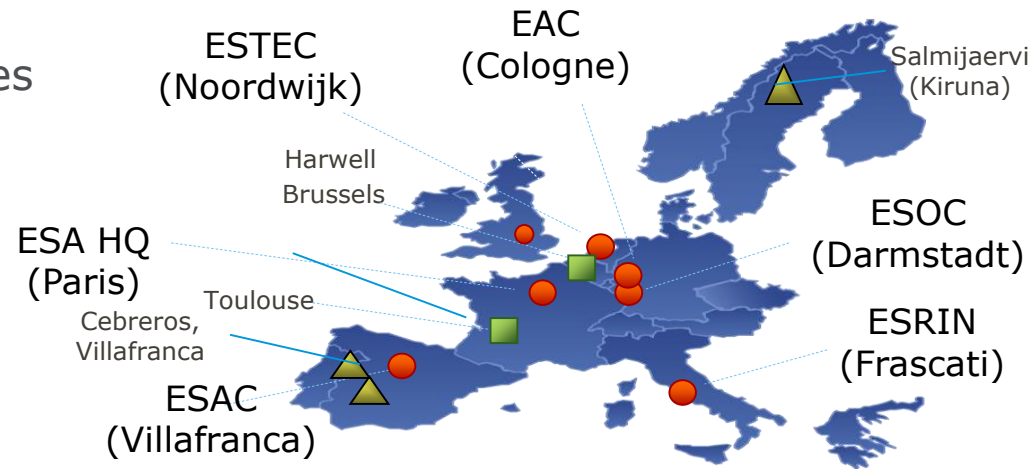 es
ESTEC
(Noordwijk)
EAC
(Cologne)
Salmijaervi
(Kiruna)
Harwell
Brussels
ESOC
(Darmstadt)
ESA HQ
(Paris)
Toulouse
Cebreros,
Villafranca
ESRIN
(Frascati)
ESAC
(Villafranca)